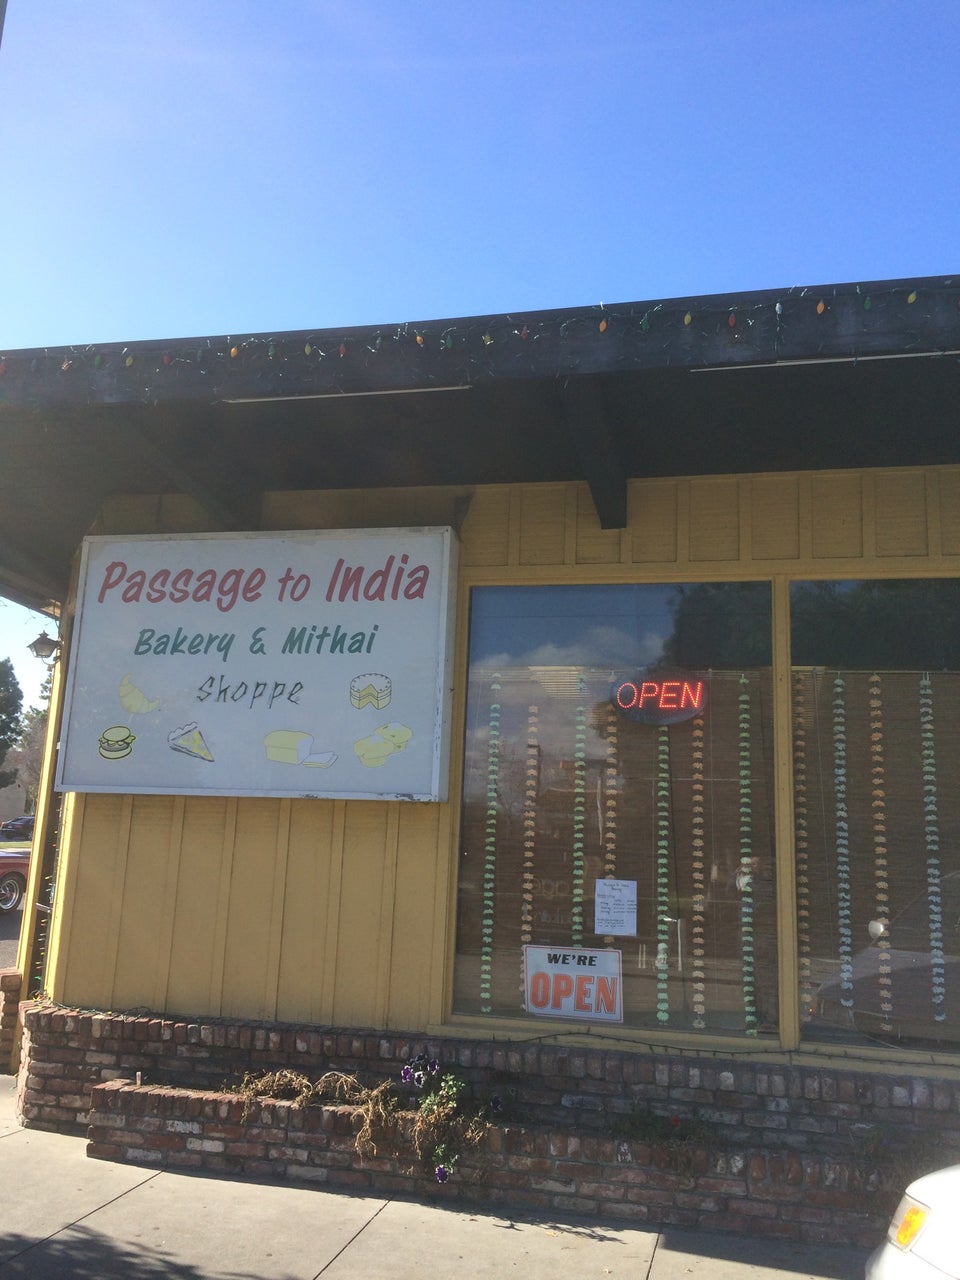 Passage to India
Bakery & Mithai
Shoppe
OPEN
WE'RE
OPEN